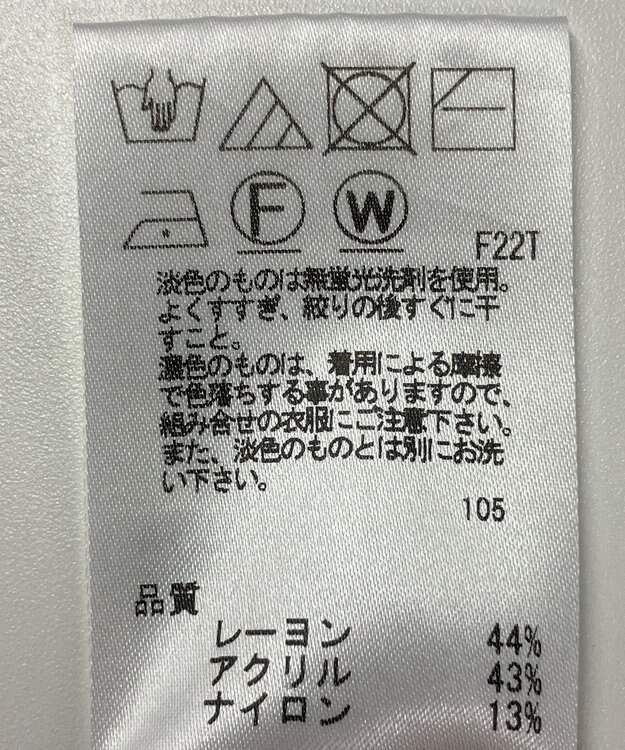 F W
F22T
淡色のものは無蛍光洗剤を使用。
よくすすぎ、絞りの後すぐに干
すこと。
濃色のものは、着用による摩擦
で色落ちする事がありますので、
組み合せの衣服にご注意下さい。
また、淡色のものとは別にお洗
い下さい。
105
品質
レーヨン 44%
アクリル 43%
ナイロン 13%